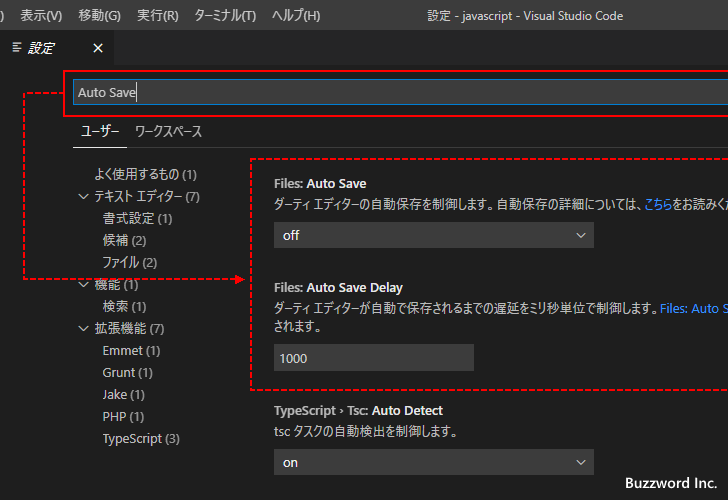 ) 表示(V) 移動(G) 実行(R) ターミナル(T) ヘルプ(H) 設定 - javascript - Visual Studio Code
設定
Auto Save
ユーザー ワークスペース
よく使用するもの (1)
テキスト エディター (7)
書式設定 (1)
候補 (2)
ファイル (2)
機能 (1)
検索 (1)
拡張機能 (7)
Emmet (1)
Grunt (1)
Jake (1)
PHP (1)
TypeScript (3)
Files: Auto Save
ダーティ エディターの自動保存を制御します。自動保存の詳細については、こちらをお読みくだ
off
Files: Auto Save Delay
ダーティ エディターが自動で保存されるまでの遅延をミリ秒単位で制御します。Files: Auto S
されます。
1000
TypeScript › Tsc: Auto Detect
tsc タスクの自動検出を制御します。
on
Buzzword Inc.